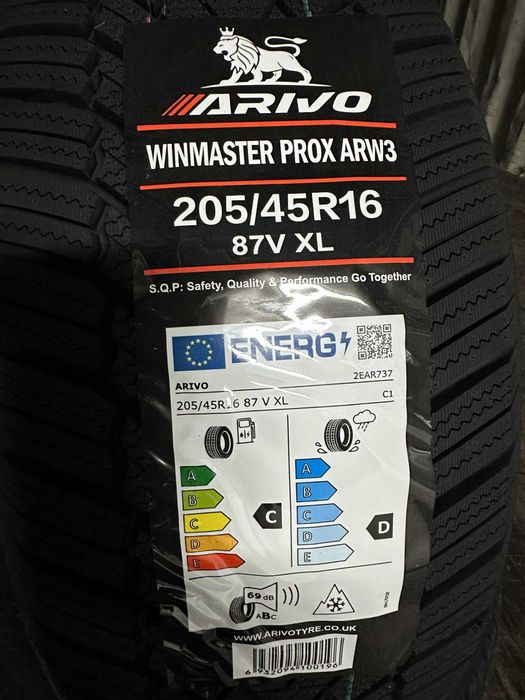 ARIVO
WINMASTER PROX ARW3
205/45R16
87V XL
S.Q.P: Safety, Quality & Performance Go Together
ENERG
ARIVO 2EAR737
205/45R16 87 V XL C1
A A
B B
C C C
D D D
E E
69 dB
ABC
WWW.ARIVOTYRE.CO.UK
6932094100196